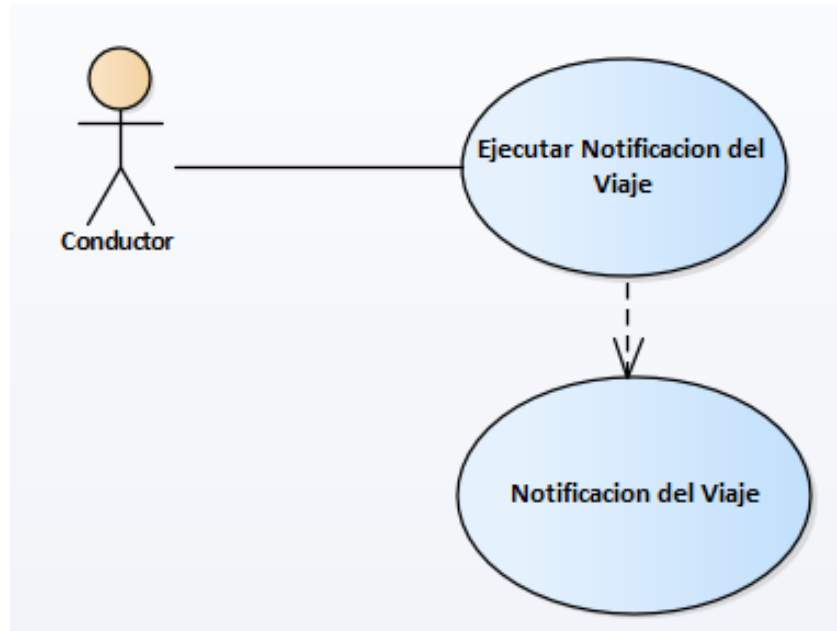 Ejecutar Notificacion del
Viaje
Conductor
Notificacion del Viaje